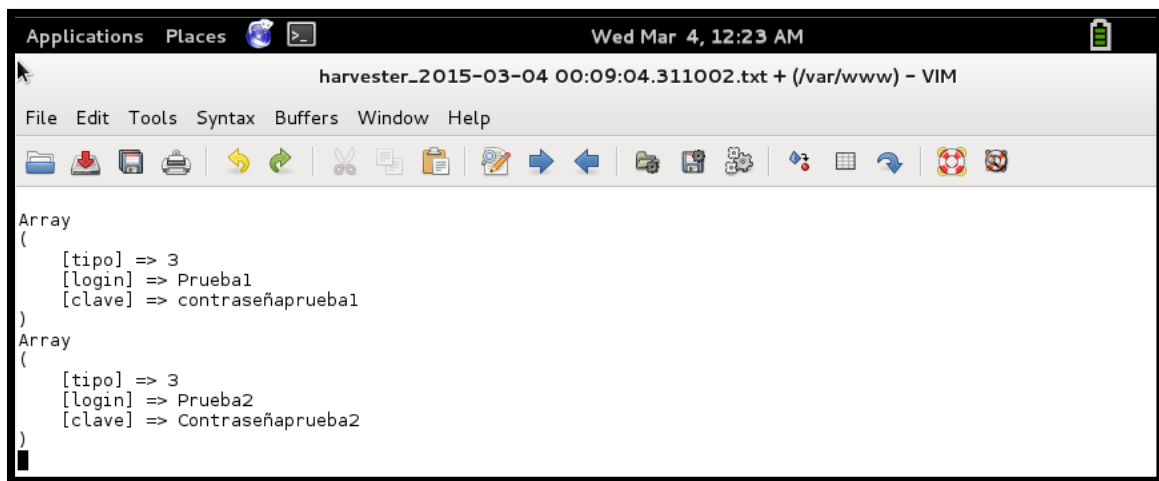 Applications Places Wed Mar 4, 12:23 AM
harvester_2015-03-04 00:09:04.311002.txt + (/var/www) – VIM
File Edit Tools Syntax Buffers Window Help
Array
(
[tipo] => 3
[login] => Prueba1
[clave] => contraseñaprueba1
)
Array
(
[tipo] => 3
[login] => Prueba2
[clave] => Contraseñaprueba2
)